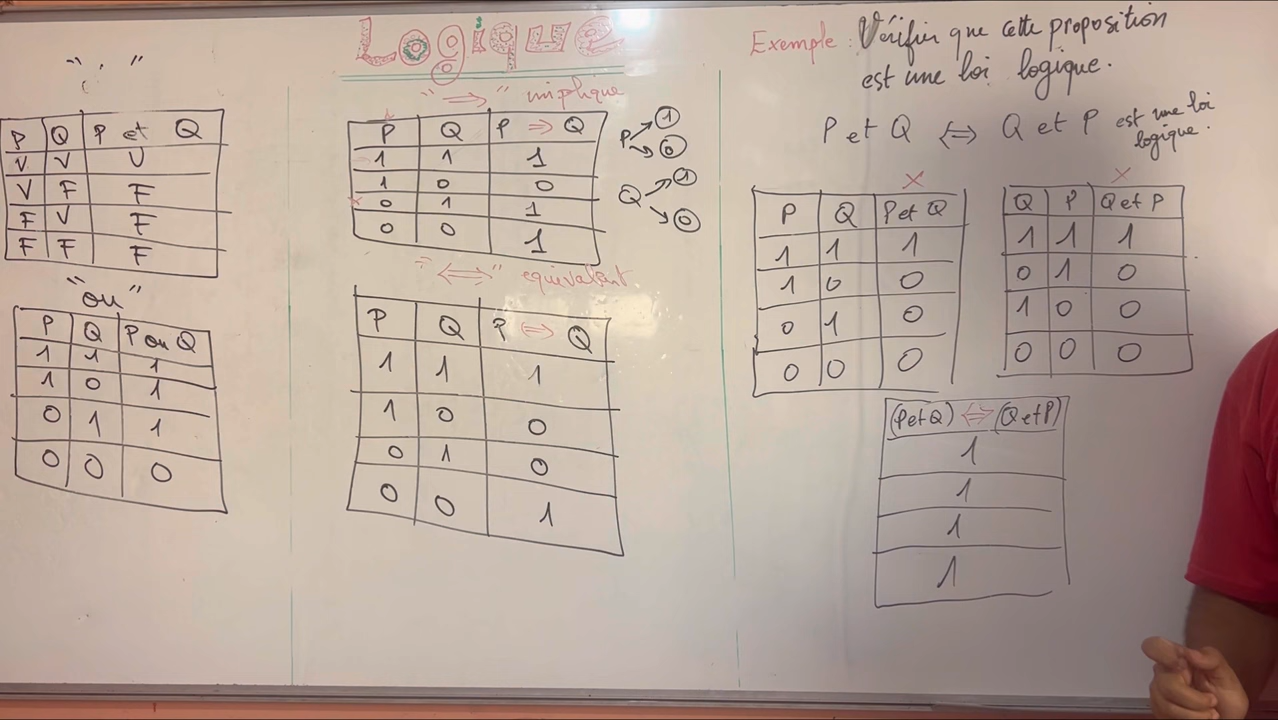 Logique
" . "
P Q P et Q
V V V
V F F
F V F
F F F
"ou"
P Q P ou Q
1 1 1
1 0 1
0 1 1
0 0 0
" ⇒ " implique
P Q P ⇒ Q
1 1 1
1 0 0
0 1 1
0 0 1
P 1
0
Q 1
0
" ⇔ " equivalent
P Q P ⇔ Q
1 1 1
1 0 0
0 1 0
0 0 1
Exemple : Vérifier que cette proposition
est une loi logique.
P et Q ⇔ Q et P est une loi
logique.
×
P Q P et Q
1 1 1
1 0 0
0 1 0
0 0 0
×
Q P Q et P
1 1 1
0 1 0
1 0 0
0 0 0
(P et Q) ⇔ (Q et P)
1
1
1
1